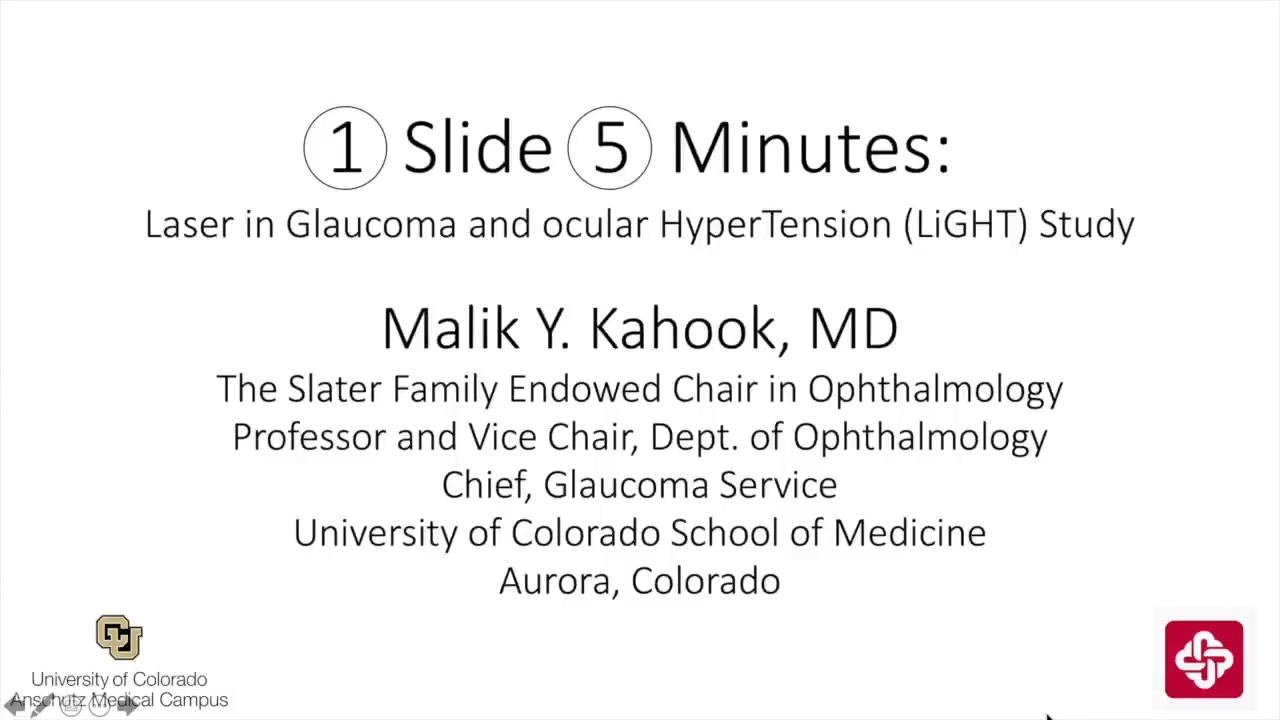 1 Slide 5 Minutes:
Laser in Glaucoma and ocular HyperTension (LiGHT) Study
Malik Y. Kahook, MD
The Slater Family Endowed Chair in Ophthalmology
Professor and Vice Chair, Dept. of Ophthalmology
Chief, Glaucoma Service
University of Colorado School of Medicine
Aurora, Colorado
CU
University of Colorado
Anschutz Medical Campus